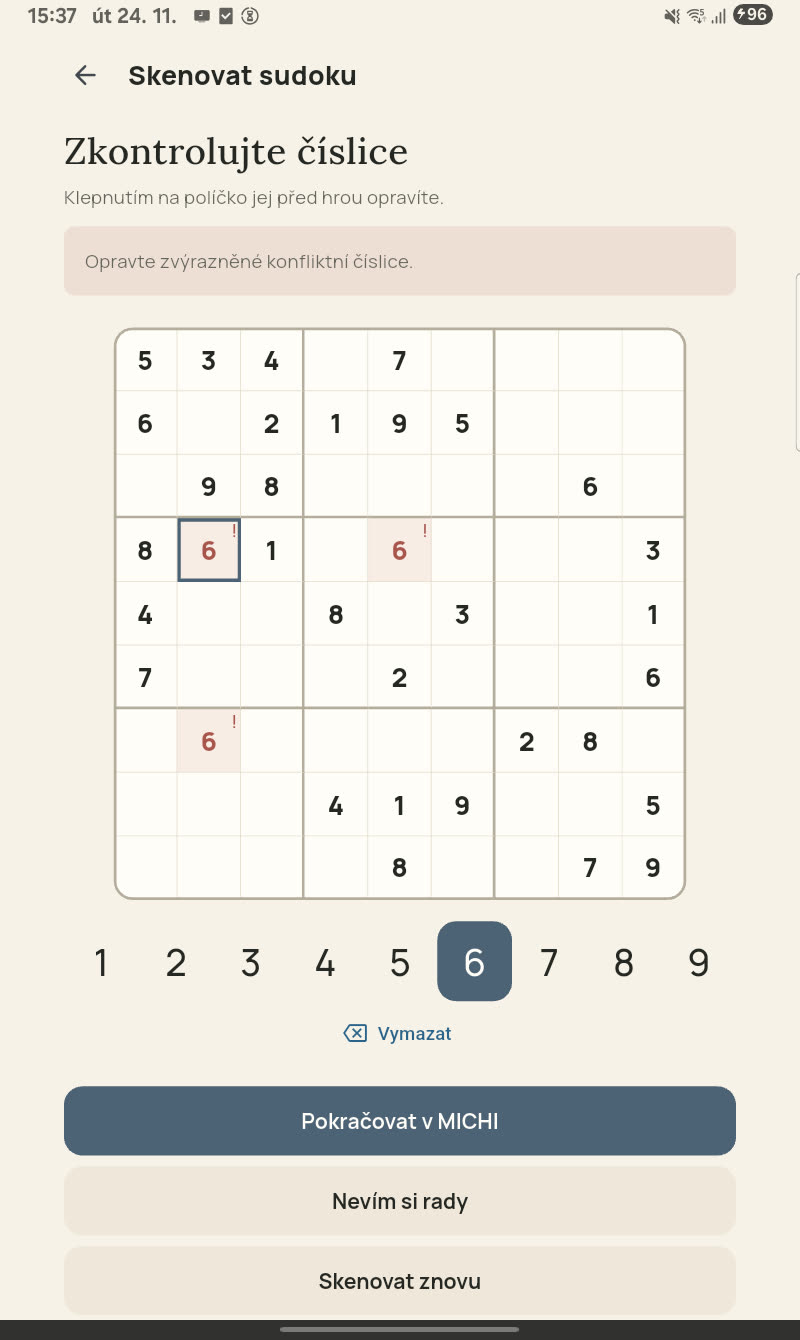 15:37 út 24. 11. 96
Skenovat sudoku
Zkontrolujte číslice
Klepnutím na políčko jej před hrou opravíte.
Opravte zvýrazněné konfliktní číslice.
5 3 4 7
6 2 1 9 5
9 8 6
8 6 ! 1 6 ! 3
4 8 3 1
7 2 6
6 ! 2 8
4 1 9 5
8 7 9
1 2 3 4 5 6 7 8 9
Vymazat
Pokračovat v MICHI
Nevím si rady
Skenovat znovu